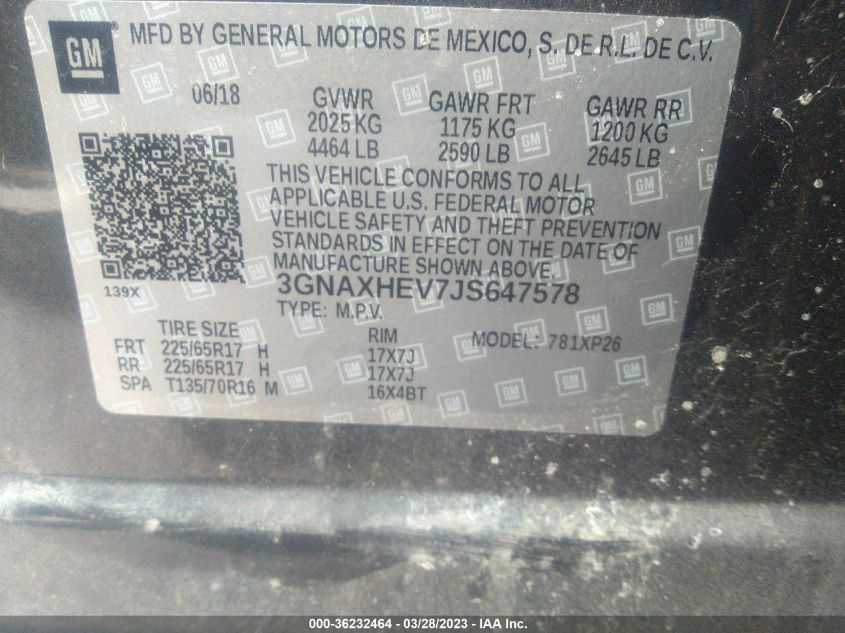 GM MFD BY GENERAL MOTORS DE MEXICO, S. DE R.L. DE C.V.
06/18 GVWR GAWR FRT GAWR RR
2025 KG 1175 KG 1200 KG
4464 LB 2590 LB 2645 LB
THIS VEHICLE CONFORMS TO ALL
APPLICABLE U.S. FEDERAL MOTOR
VEHICLE SAFETY AND THEFT PREVENTION
STANDARDS IN EFFECT ON THE DATE OF
MANUFACTURE SHOWN ABOVE.
139X 3GNAXHEV7JS647578
TYPE: M.P.V.
TIRE SIZE RIM MODEL: 781XP26
FRT 225/65R17 H 17X7J
RR 225/65R17 H 17X7J
SPA T135/70R16 M 16X4BT
000-36232464 - 03/28/2023 - IAA Inc.